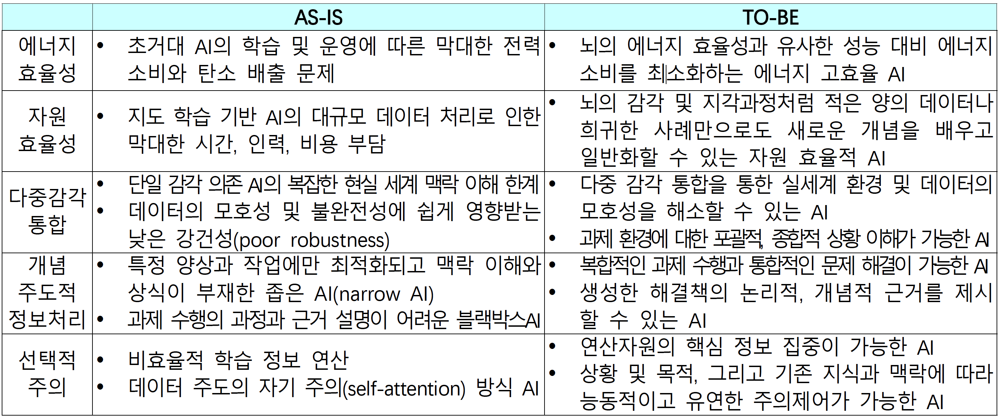 AS-IS
TO-BE
에너지
효율성
• 초거대 AI의 학습 및 운영에 따른 막대한 전력
소비와 탄소 배출 문제
• 뇌의 에너지 효율성과 유사한 성능 대비 에너지
소비를 최소화하는 에너지 고효율 AI
자원
효율성
• 지도 학습 기반 AI의 대규모 데이터 처리로 인한
막대한 시간, 인력, 비용 부담
• 뇌의 감각 및 지각과정처럼 적은 양의 데이터나
희귀한 사례만으로도 새로운 개념을 배우고
일반화할 수 있는 자원 효율적 AI
다중감각
통합
• 단일 감각 의존 AI의 복잡한 현실 세계 맥락 이해 한계
• 데이터의 모호성 및 불완전성에 쉽게 영향받는
낮은 강건성(poor robustness)
• 다중 감각 통합을 통한 실세계 환경 및 데이터의
모호성을 해소할 수 있는 AI
• 과제 환경에 대한 포괄적, 종합적 상황 이해가 가능한 AI
개념
주도적
정보처리
• 특정 양상과 작업에만 최적화되고 맥락 이해와
상식이 부재한 좁은 AI(narrow AI)
• 과제 수행의 과정과 근거 설명이 어려운 블랙박스AI
• 복합적인 과제 수행과 통합적인 문제 해결이 가능한 AI
• 생성한 해결책의 논리적, 개념적 근거를 제시
할 수 있는 AI
선택적
주의
• 비효율적 학습 정보 연산
• 데이터 주도의 자기 주의(self-attention) 방식 AI
• 연산자원의 핵심 정보 집중이 가능한 AI
• 상황 및 목적, 그리고 기존 지식과 맥락에 따라
능동적이고 유연한 주의제어가 가능한 AI